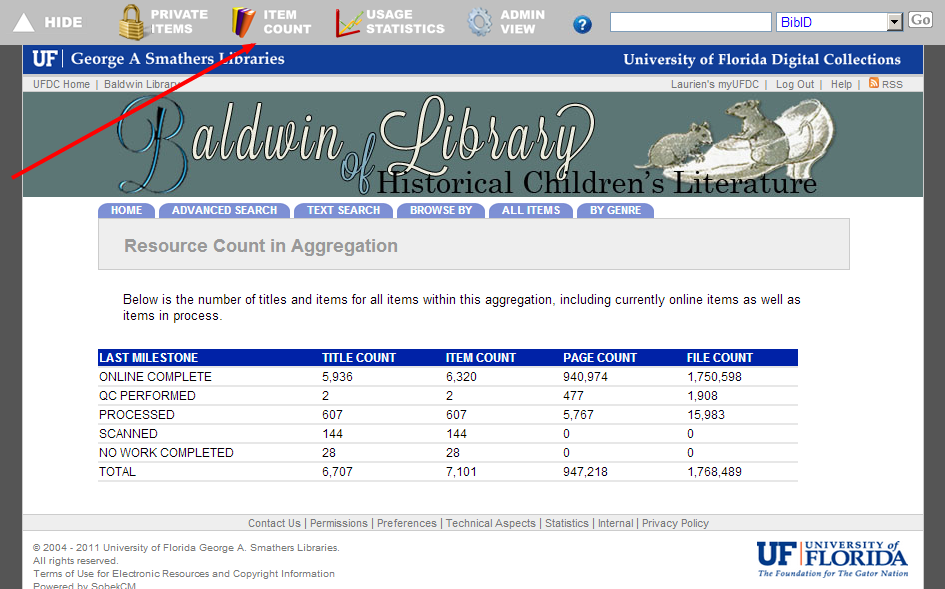 HIDE
PRIVATE ITEMS
ITEM COUNT
USAGE STATISTICS
ADMIN VIEW
?
BibID
Go
UF George A Smathers Libraries
University of Florida Digital Collections
UFDC Home | Baldwin Library
Laurien's myUFDC | Log Out | Help | RSS
Baldwin Library
of Historical Children's Literature
HOME ADVANCED SEARCH TEXT SEARCH BROWSE BY ALL ITEMS BY GENRE
Resource Count in Aggregation
Below is the number of titles and items for all items within this aggregation, including currently online items as well as
items in process.
LAST MILESTONE TITLE COUNT ITEM COUNT PAGE COUNT FILE COUNT
ONLINE COMPLETE 5,936 6,320 940,974 1,750,598
QC PERFORMED 2 2 477 1,908
PROCESSED 607 607 5,767 15,983
SCANNED 144 144 0 0
NO WORK COMPLETED 28 28 0 0
TOTAL 6,707 7,101 947,218 1,768,489
Contact Us | Permissions | Preferences | Technical Aspects | Statistics | Internal | Privacy Policy
© 2004 - 2011 University of Florida George A. Smathers Libraries.
All rights reserved.
Terms of Use for Electronic Resources and Copyright Information
Powered by SobekCM
UF UNIVERSITY of FLORIDA
The Foundation for The Gator Nation